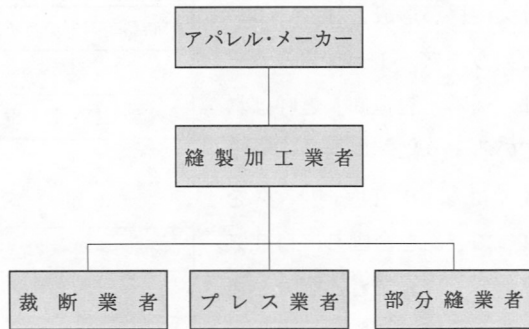 アパレル・メーカー
縫製加工業者
裁断業者
プレス業者
部分縫業者